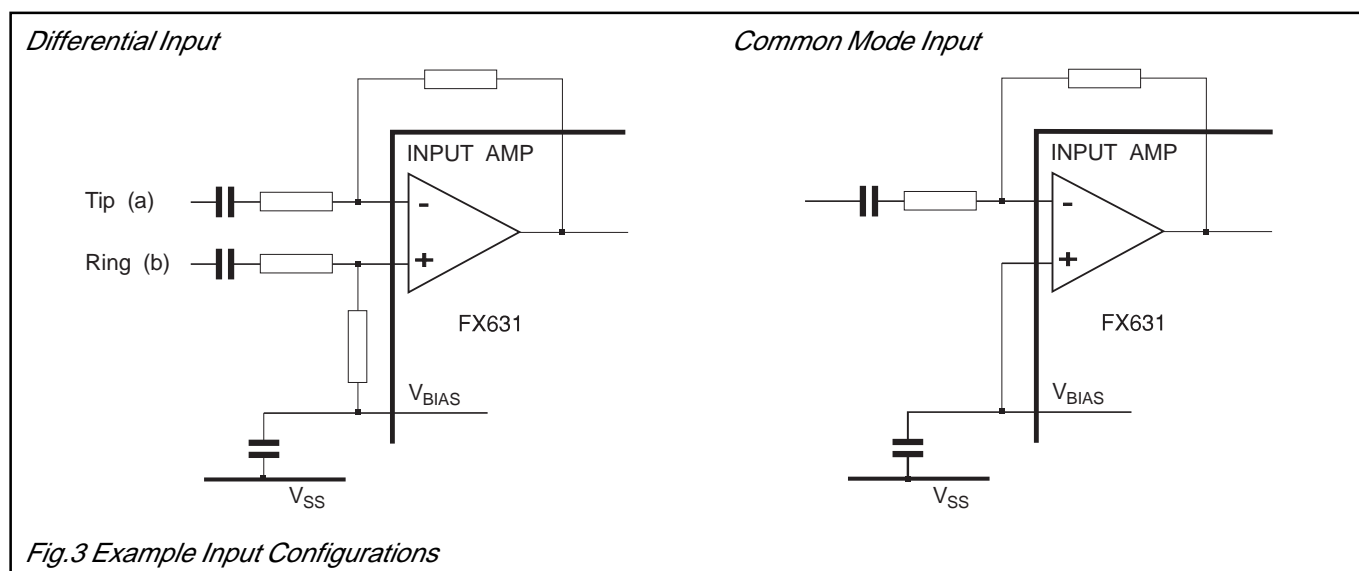 Differential Input
INPUT AMP
Tip (a)
-
Ring (b)
+
FX631
VBIAS
VSS
Common Mode Input
INPUT AMP
-
+
FX631
VBIAS
VSS
Fig.3 Example Input Configurations